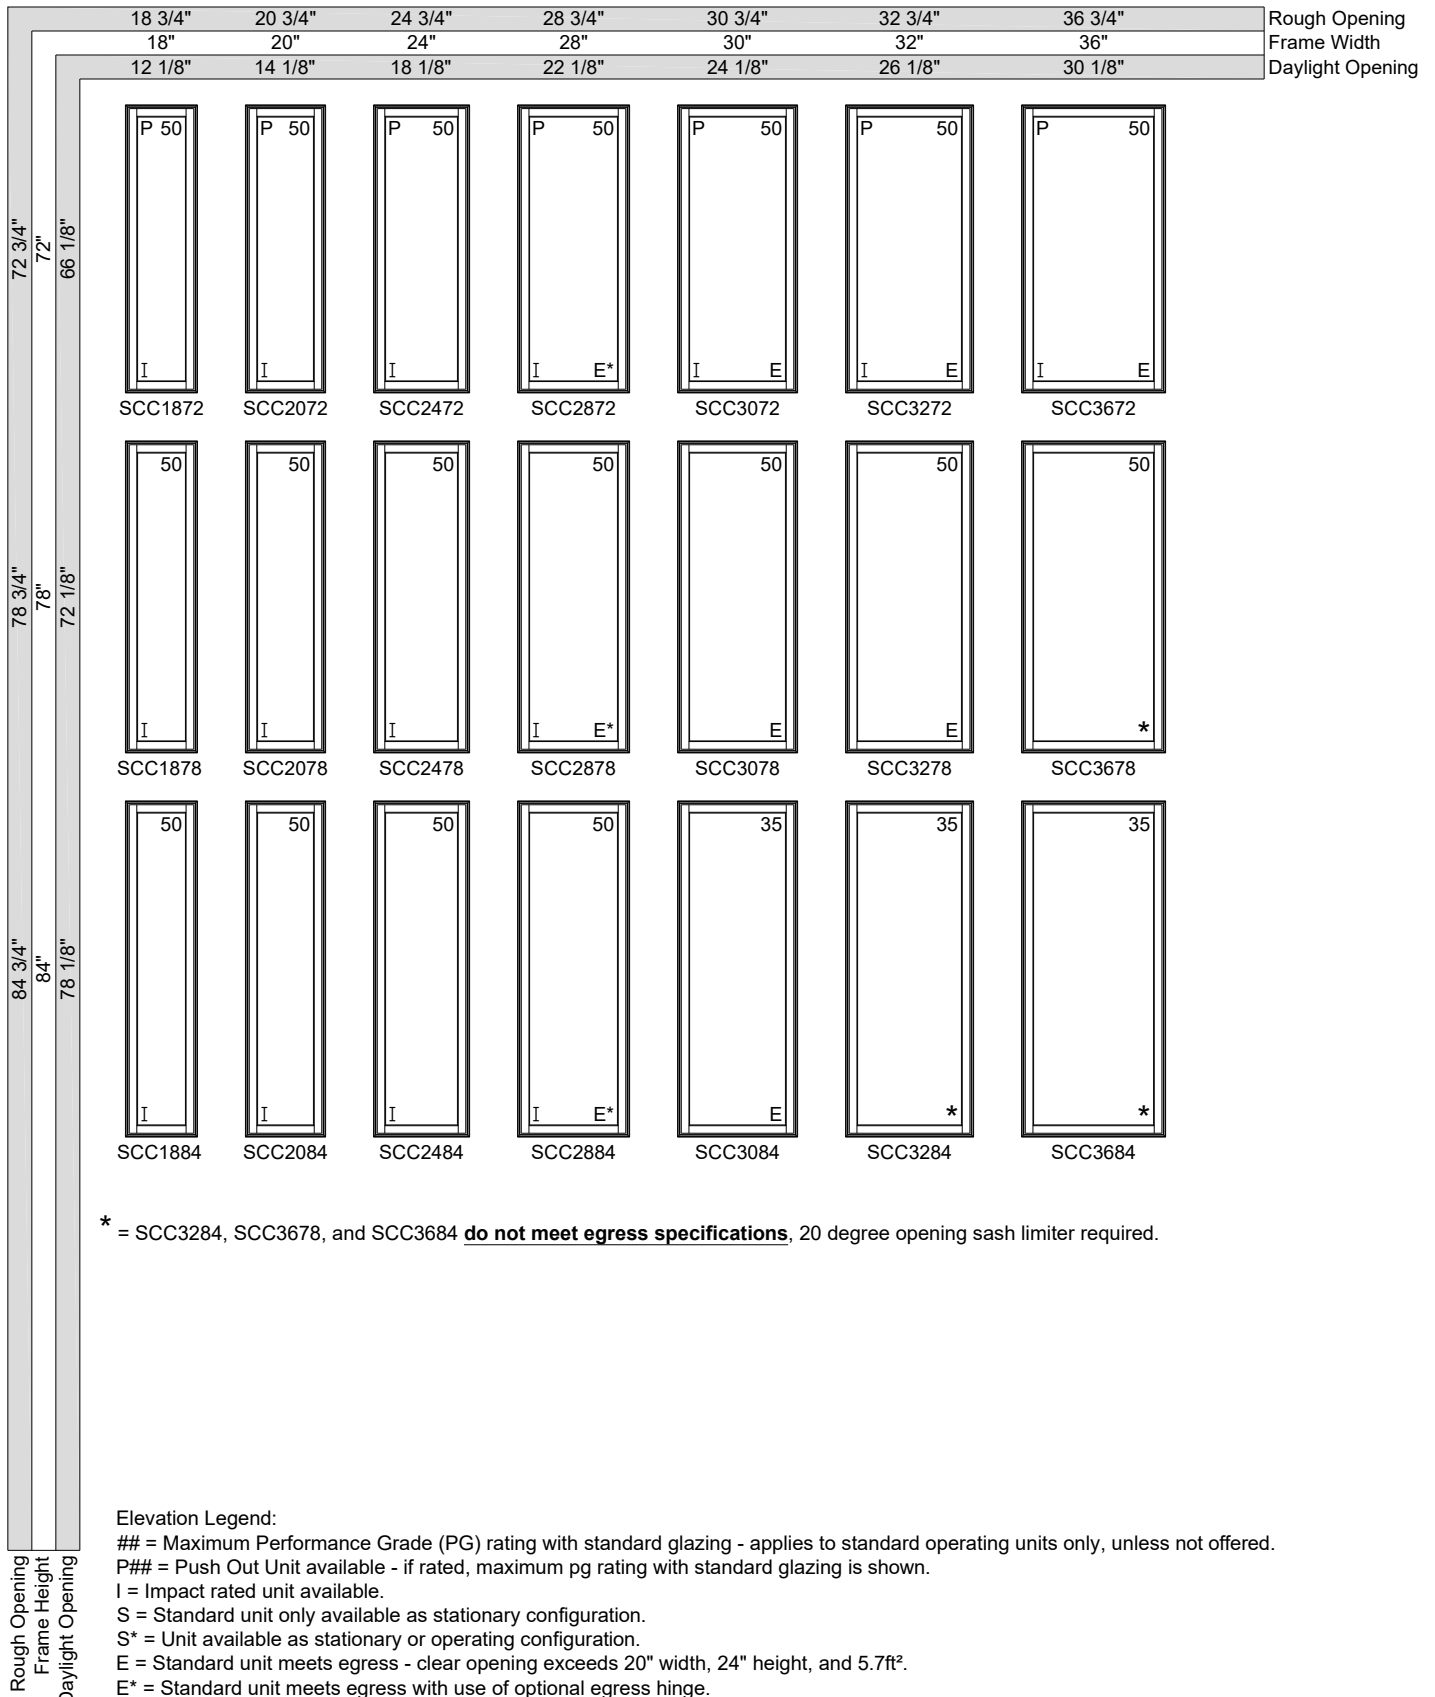 18 3/4" 20 3/4" 24 3/4" 28 3/4" 30 3/4" 32 3/4" 36 3/4" Rough Opening
18" 20" 24" 28" 30" 32" 36" Frame Width
12 1/8" 14 1/8" 18 1/8" 22 1/8" 24 1/8" 26 1/8" 30 1/8" Daylight Opening
P 50 P 50 P 50 P 50 P 50 P 50 P 50
72 3/4" 72" 66 1/8"
I I I I E* I E I E I E
SCC1872 SCC2072 SCC2472 SCC2872 SCC3072 SCC3272 SCC3672
50 50 50 50 50 50 50
78 3/4" 78" 72 1/8"
I I I I E* E E *
SCC1878 SCC2078 SCC2478 SCC2878 SCC3078 SCC3278 SCC3678
50 50 50 50 35 35 35
84 3/4" 84" 78 1/8"
I I I I E* E * *
SCC1884 SCC2084 SCC2484 SCC2884 SCC3084 SCC3284 SCC3684
* = SCC3284, SCC3678, and SCC3684 do not meet egress specifications, 20 degree opening sash limiter required.
Rough Opening
Frame Height
Daylight Opening
Elevation Legend:
## = Maximum Performance Grade (PG) rating with standard glazing - applies to standard operating units only, unless not offered.
P## = Push Out Unit available - if rated, maximum pg rating with standard glazing is shown.
I = Impact rated unit available.
S = Standard unit only available as stationary configuration.
S* = Unit available as stationary or operating configuration.
E = Standard unit meets egress - clear opening exceeds 20" width, 24" height, and 5.7ft².
E* = Standard unit meets egress with use of optional egress hinge.